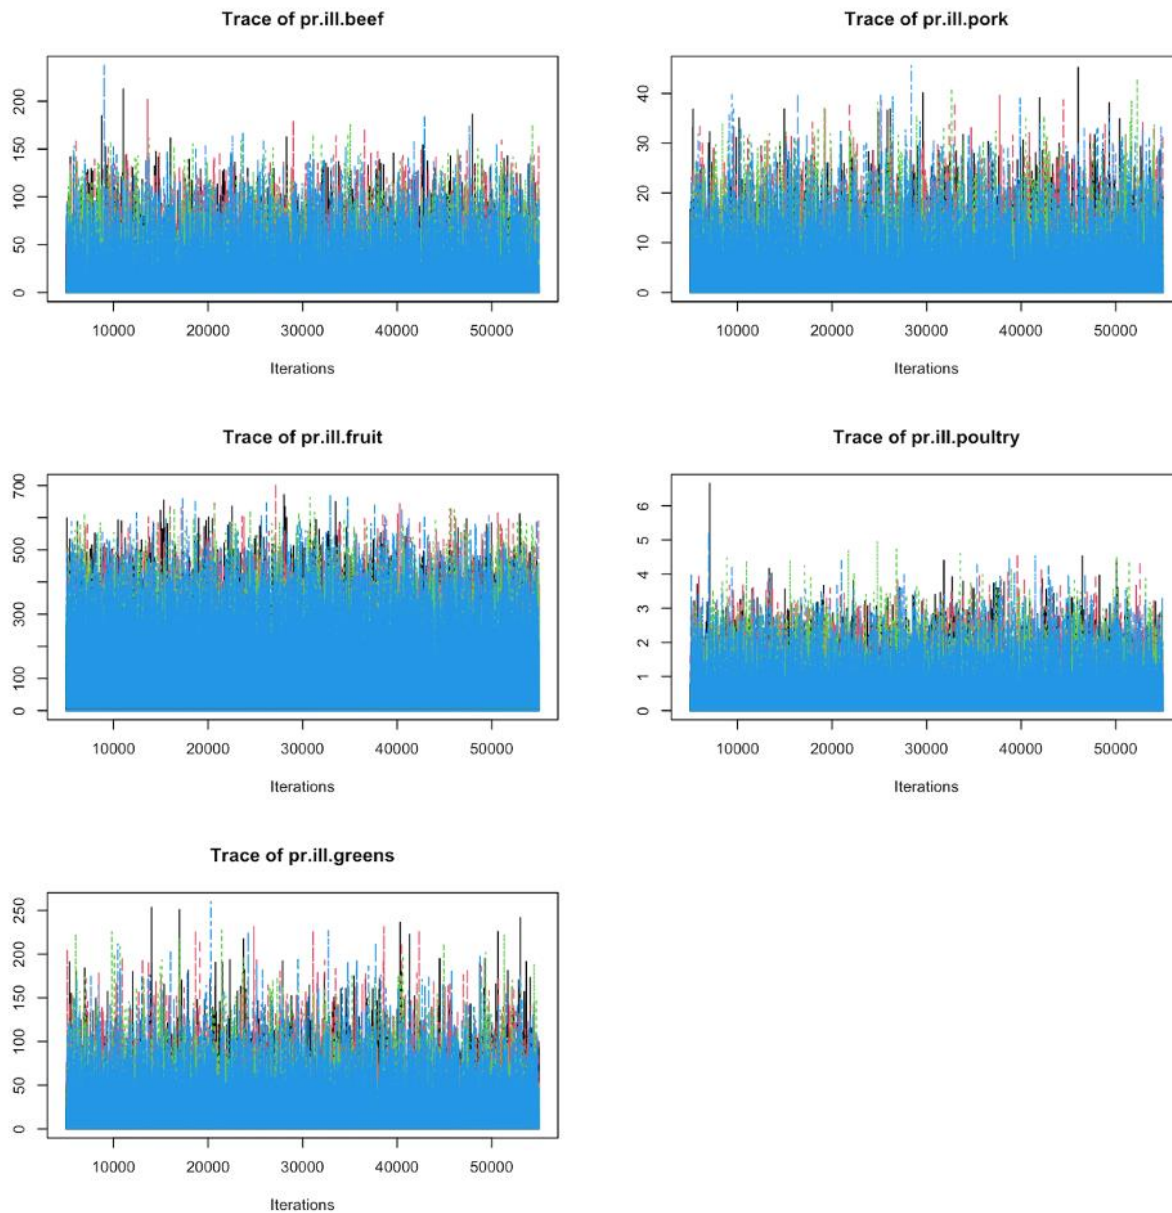 Trace of pr.ill.beef
200
150
100
50
0
10000 20000 30000 40000 50000
Iterations
Trace of pr.ill.pork
40
30
20
10
0
10000 20000 30000 40000 50000
Iterations
Trace of pr.ill.fruit
700
500
300
100
0
10000 20000 30000 40000 50000
Iterations
Trace of pr.ill.poultry
6
5
4
3
2
1
0
10000 20000 30000 40000 50000
Iterations
Trace of pr.ill.greens
250
200
150
100
50
0
10000 20000 30000 40000 50000
Iterations